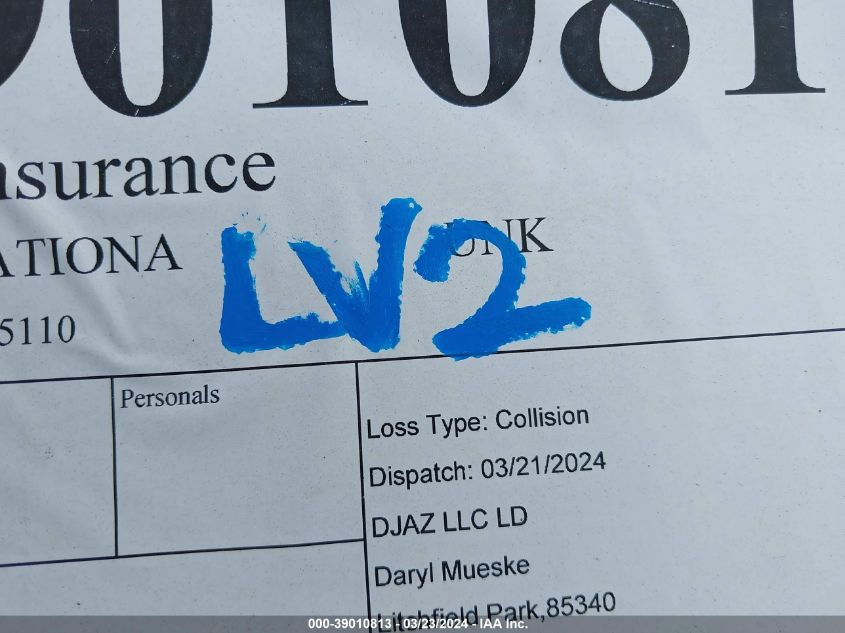 01081
nsurance
ATIONA UNK
LV2
5110
Personals
Loss Type: Collision
Dispatch: 03/21/2024
DJAZ LLC LD
Daryl Mueske
Litchfield Park,85340
000-39010813 - 03/23/2024 - IAA Inc.